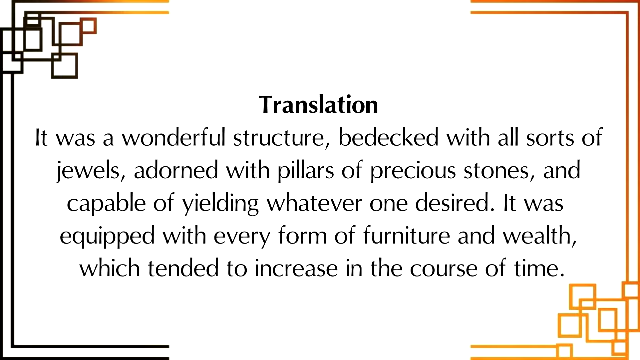 Translation
It was a wonderful structure, bedecked with all sorts of
jewels, adorned with pillars of precious stones, and
capable of yielding whatever one desired. It was
equipped with every form of furniture and wealth,
which tended to increase in the course of time.